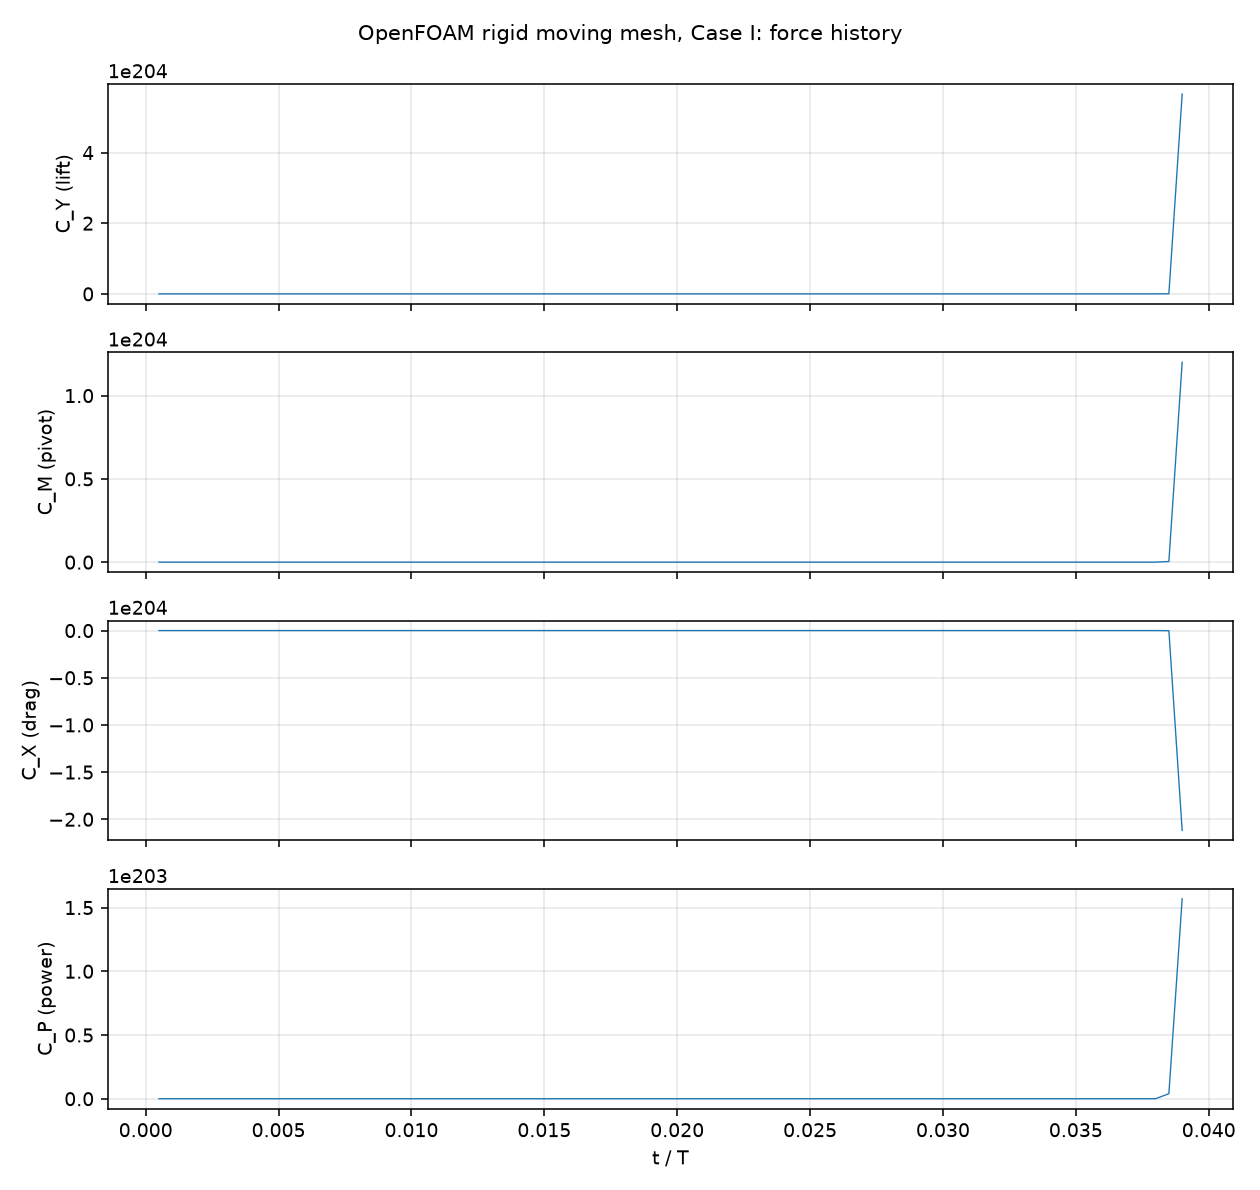 OpenFOAM rigid moving mesh, Case I: force history
1e204
C_Y (lift)
4
2
0
1e204
C_M (pivot)
1.0
0.5
0.0
1e204
C_X (drag)
0.0
−0.5
−1.0
−1.5
−2.0
1e203
C_P (power)
1.5
1.0
0.5
0.0
0.000 0.005 0.010 0.015 0.020 0.025 0.030 0.035 0.040
t / T